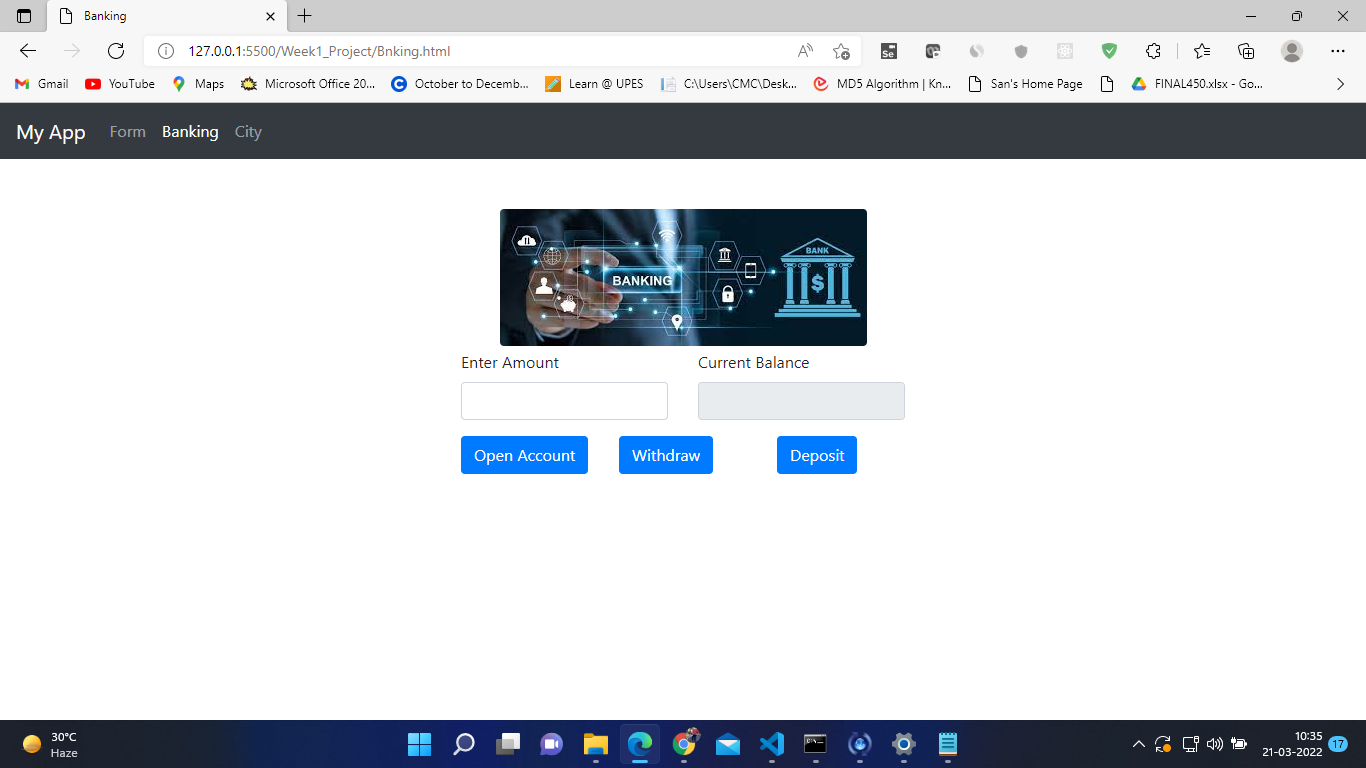 Banking
127.0.0.1:5500/Week1_Project/Bnking.html
Gmail YouTube Maps Microsoft Office 20... October to Decemb... Learn @ UPES C:\Users\CMC\Desk... MD5 Algorithm | Kn... San's Home Page FINAL450.xlsx - Go...
My App Form Banking City
BANK
BANKING
$
Enter Amount Current Balance
Open Account Withdraw Deposit
30°C
Haze
10:35
21-03-2022
17